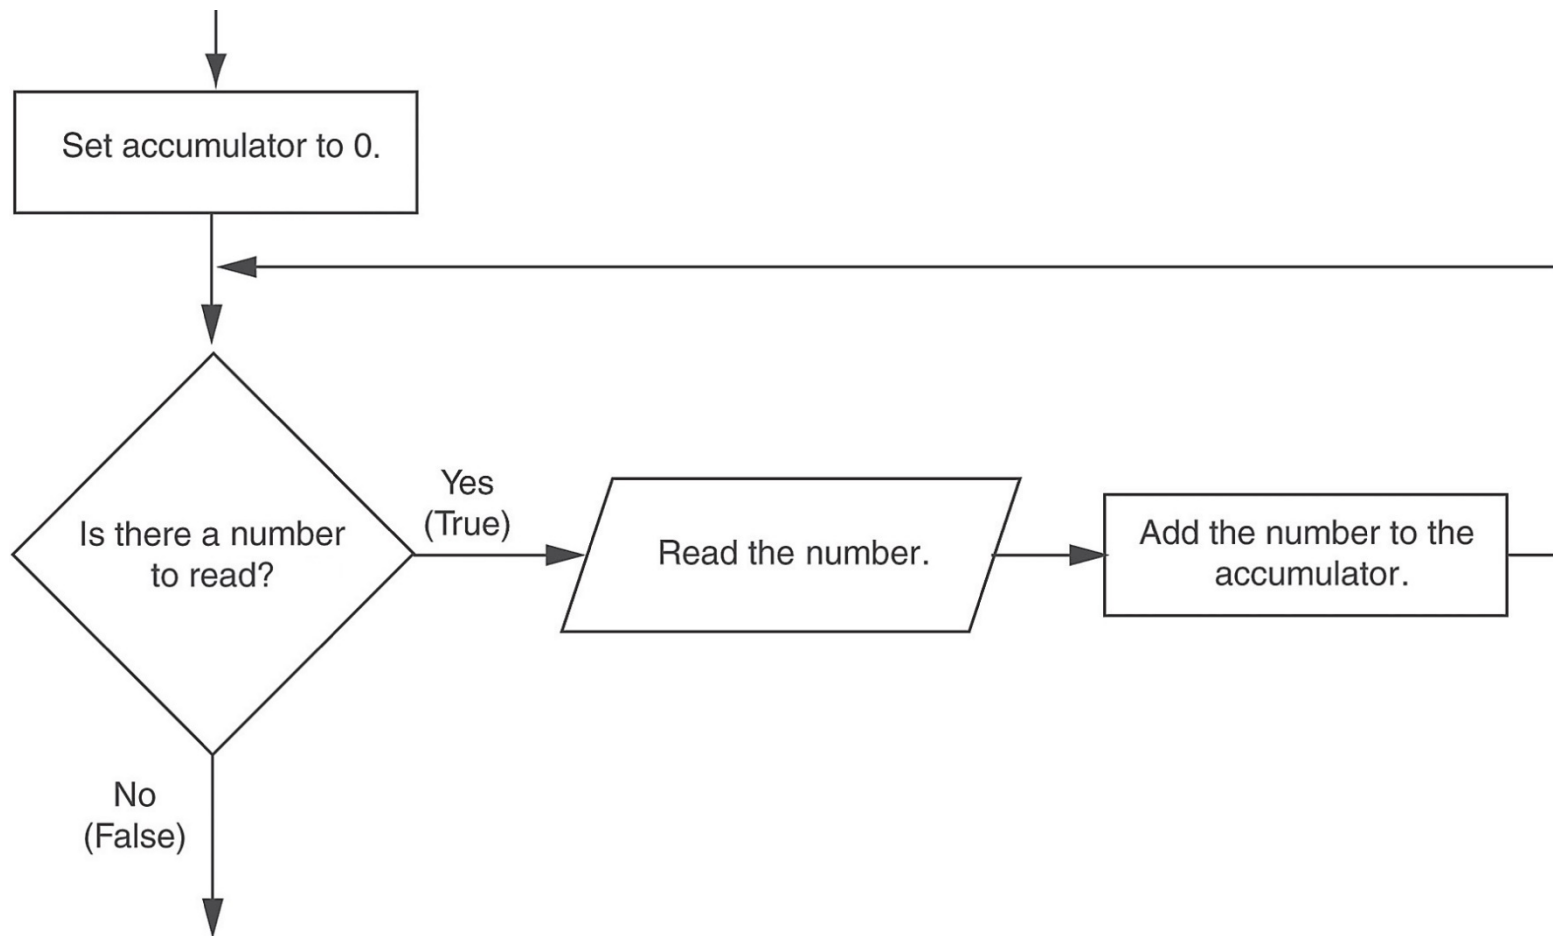 Set accumulator to 0.
Is there a number
to read?
Yes
(True)
Read the number.
Add the number to the
accumulator.
No
(False)